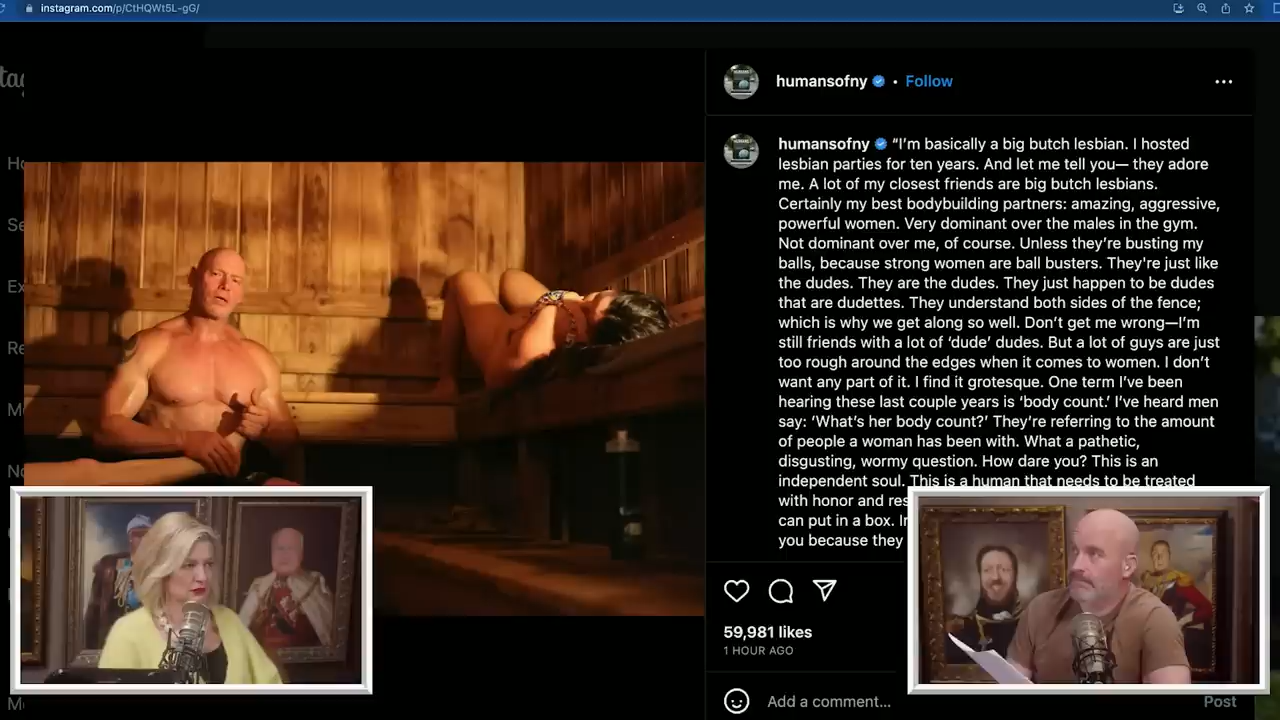 instagram.com/p/CtHQWt5L-gG/
humansofny • Follow
humansofny "I'm basically a big butch lesbian. I hosted
lesbian parties for ten years. And let me tell you— they adore
me. A lot of my closest friends are big butch lesbians.
Certainly my best bodybuilding partners: amazing, aggressive,
powerful women. Very dominant over the males in the gym.
Not dominant over me, of course. Unless they're busting my
balls, because strong women are ball busters. They're just like
the dudes. They are the dudes. They just happen to be dudes
that are dudettes. They understand both sides of the fence;
which is why we get along so well. Don't get me wrong—I'm
still friends with a lot of 'dude' dudes. But a lot of guys are just
too rough around the edges when it comes to women. I don't
want any part of it. I find it grotesque. One term I've been
hearing these last couple years is 'body count.' I've heard men
say: 'What's her body count?' They're referring to the amount
of people a woman has been with. What a pathetic,
disgusting, wormy question. How dare you? This is an
independent soul. This is a human that needs to be treated
with honor and res
can put in a box. I
you because they
59,981 likes
1 HOUR AGO
Add a comment...
Post